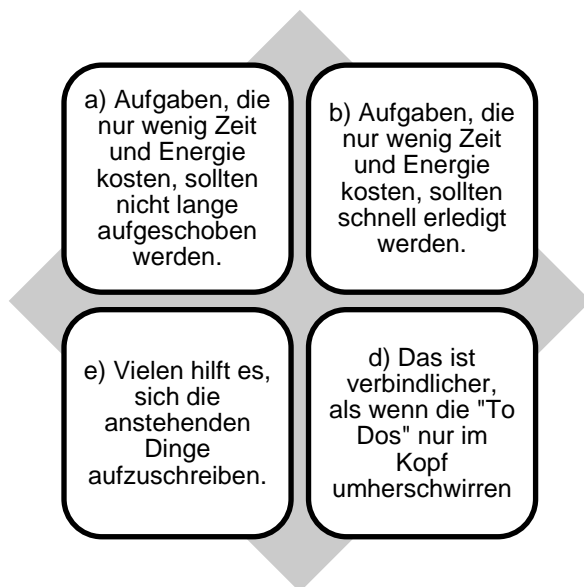 a) Aufgaben, die
nur wenig Zeit
und Energie
kosten, sollten
nicht lange
aufgeschoben
werden.
b) Aufgaben, die
nur wenig Zeit
und Energie
kosten, sollten
schnell erledigt
werden.
e) Vielen hilft es,
sich die
anstehenden
Dinge
aufzuschreiben.
d) Das ist
verbindlicher,
als wenn die "To
Dos" nur im
Kopf
umherschwirren